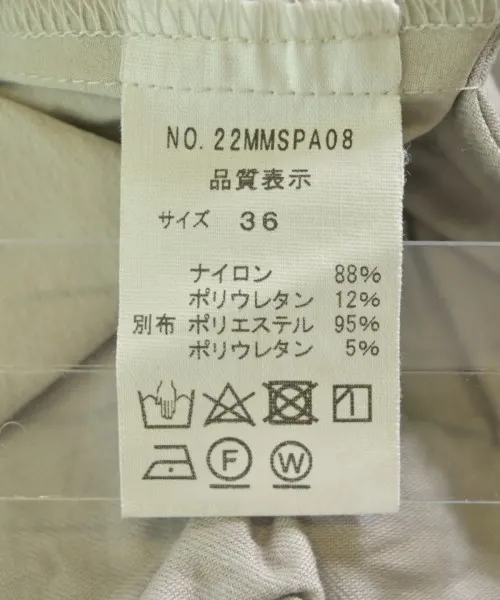 NO.22MMSPA08
品質表示
サイズ 36
ナイロン 88%
ポリウレタン 12%
別布 ポリエステル 95%
ポリウレタン 5%
F W